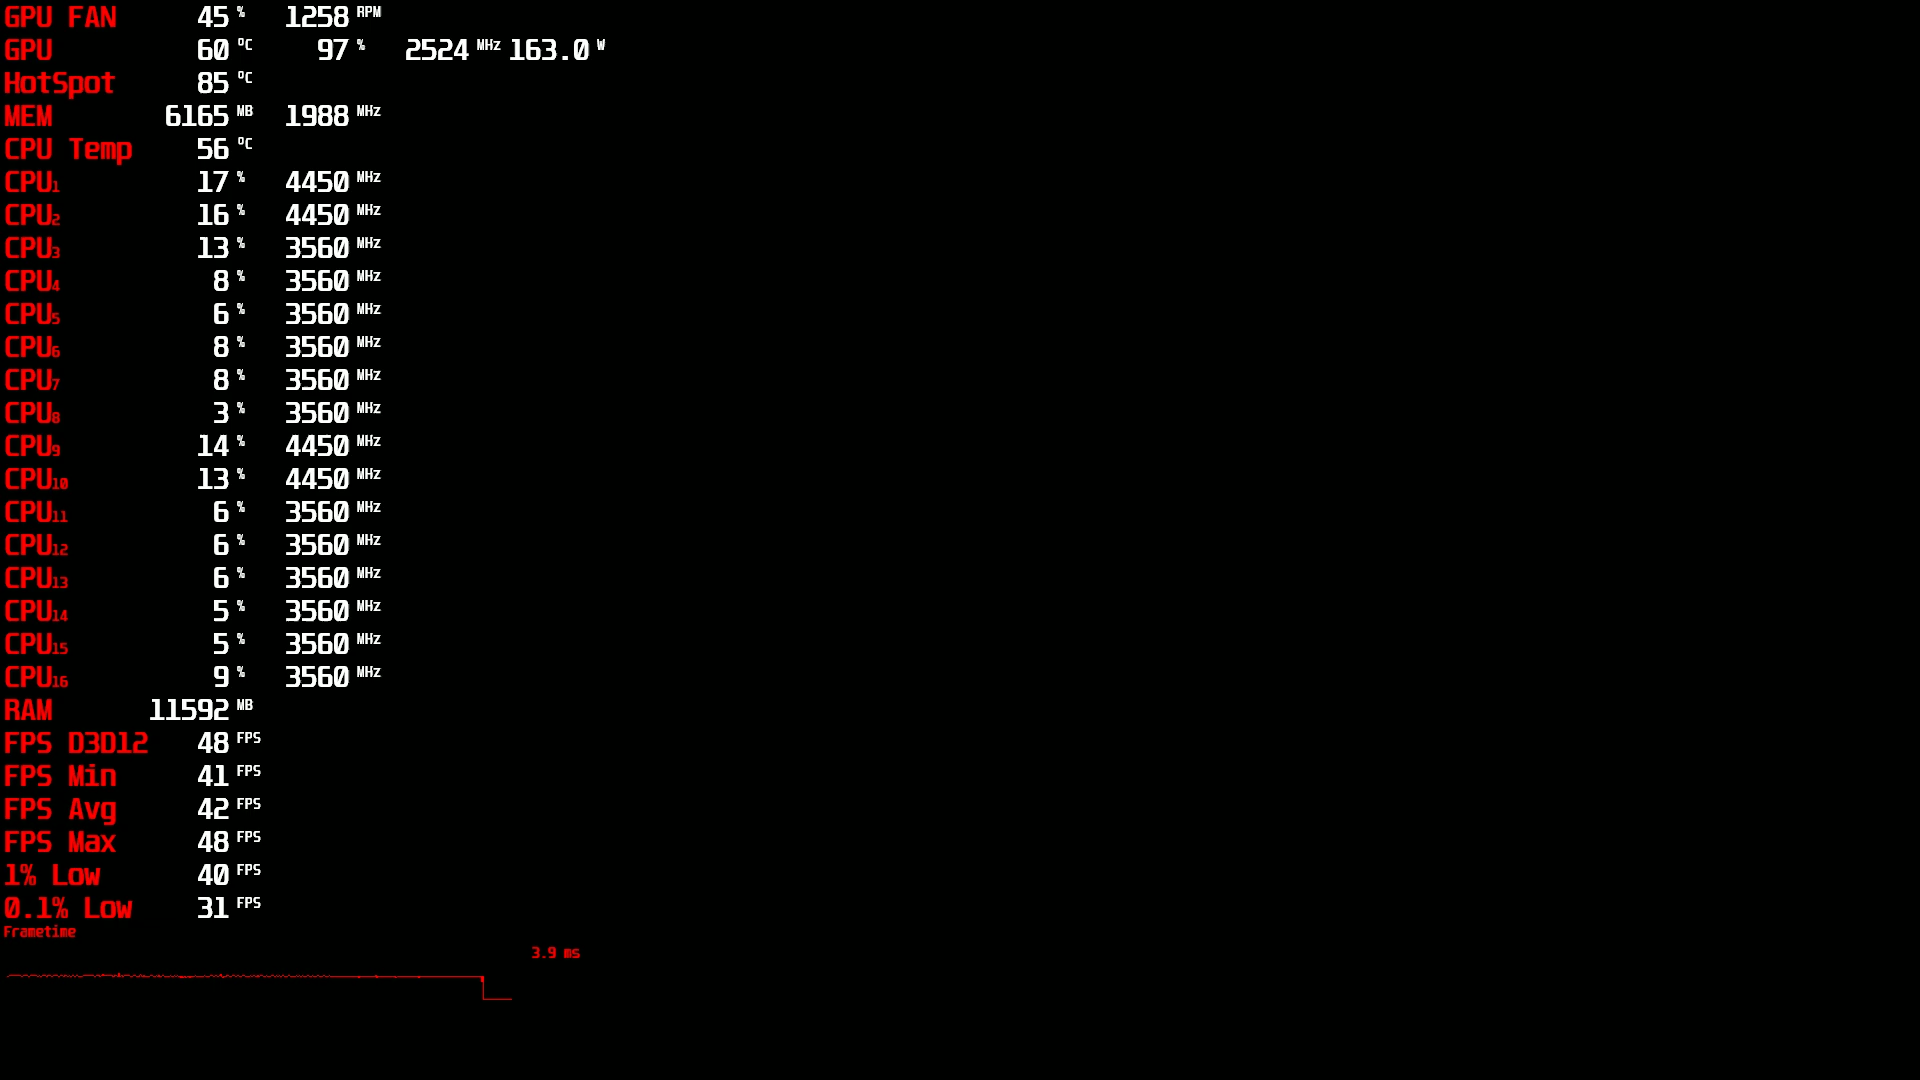 GPU FAN 45 % 1258 RPM
GPU 60 °C 97 % 2524 MHz 163.0 W
HotSpot 85 °C
MEM 6165 MB 1988 MHz
CPU Temp 56 °C
CPU1 17 % 4450 MHz
CPU2 16 % 4450 MHz
CPU3 13 % 3560 MHz
CPU4 8 % 3560 MHz
CPU5 6 % 3560 MHz
CPU6 8 % 3560 MHz
CPU7 8 % 3560 MHz
CPU8 3 % 3560 MHz
CPU9 14 % 4450 MHz
CPU10 13 % 4450 MHz
CPU11 6 % 3560 MHz
CPU12 6 % 3560 MHz
CPU13 6 % 3560 MHz
CPU14 5 % 3560 MHz
CPU15 5 % 3560 MHz
CPU16 9 % 3560 MHz
RAM 11592 MB
FPS D3D12 48 FPS
FPS Min 41 FPS
FPS Avg 42 FPS
FPS Max 48 FPS
1% Low 40 FPS
0.1% Low 31 FPS
Frametime
3.9 ms